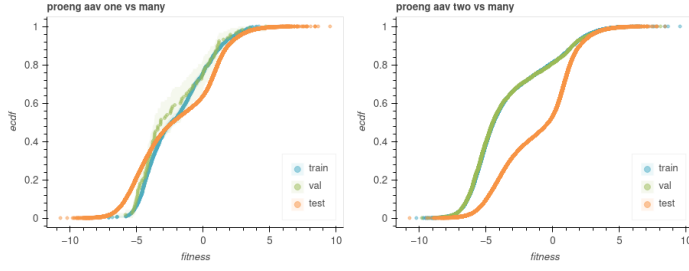 proeng aav one vs many
1
0.8
0.6
0.4
0.2
0
ecdf
−10
−5
0
5
10
fitness
train
val
test
proeng aav two vs many
1
0.8
0.6
0.4
0.2
0
ecdf
−10
−5
0
5
10
fitness
train
val
test